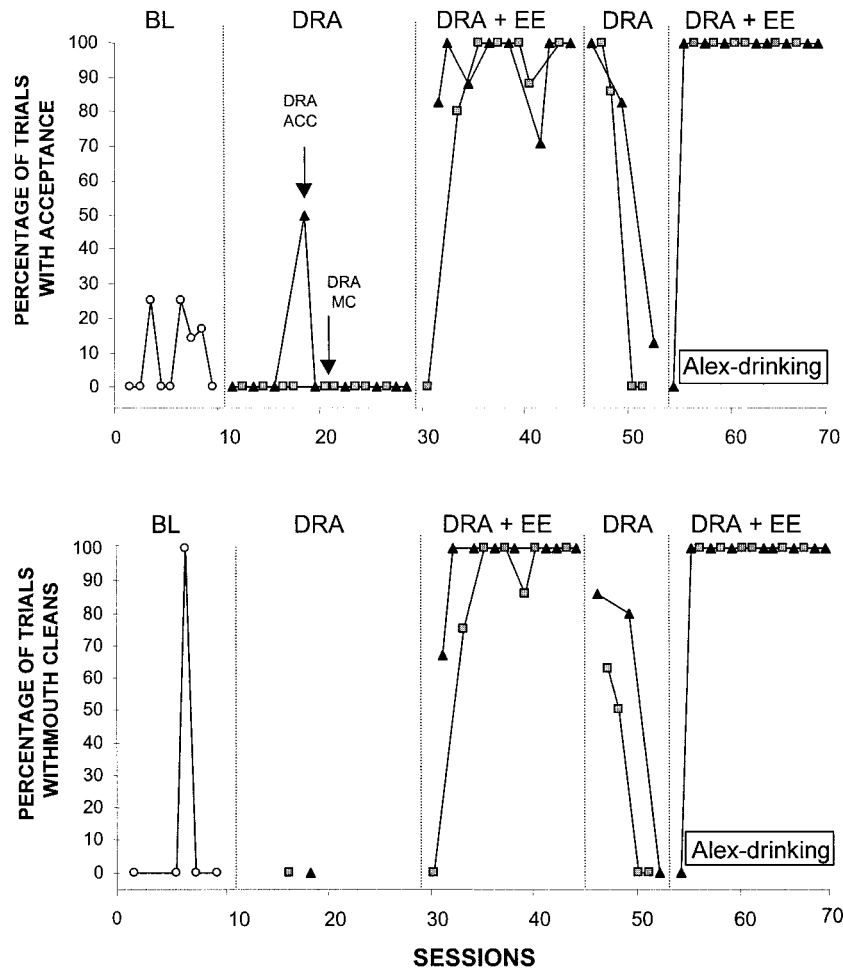 BL DRA DRA + EE DRA DRA + EE
PERCENTAGE OF TRIALS
WITH ACCEPTANCE
100
90
80
70
60
50
40
30
20
10
0
DRA
ACC
DRA
MC
Alex-drinking
0 10 20 30 40 50 60 70
BL DRA DRA + EE DRA DRA + EE
PERCENTAGE OF TRIALS
WITHMOUTH CLEANS
100
90
80
70
60
50
40
30
20
10
0
Alex-drinking
0 10 20 30 40 50 60 70
SESSIONS